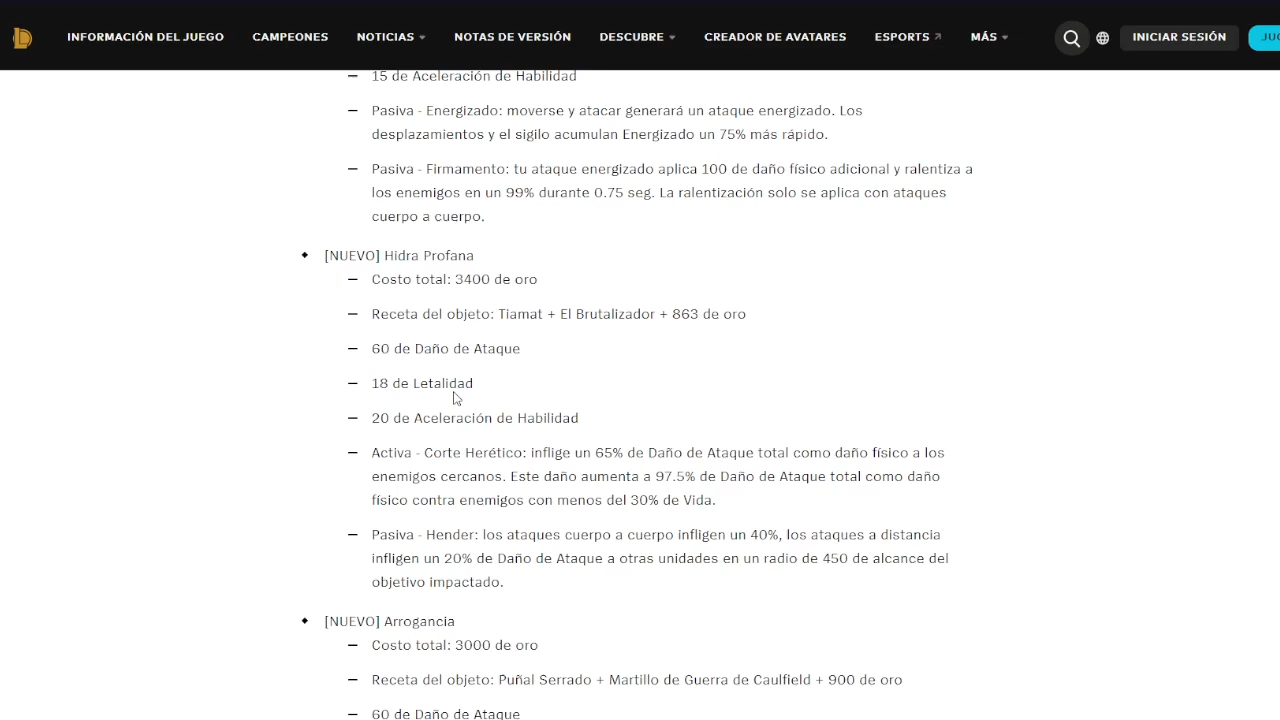 INFORMACIÓN DEL JUEGO CAMPEONES NOTICIAS NOTAS DE VERSIÓN DESCUBRE CREADOR DE AVATARES ESPORTS MÁS INICIAR SESIÓN
— 15 de Aceleración de Habilidad
— Pasiva - Energizado: moverse y atacar generará un ataque energizado. Los
desplazamientos y el sigilo acumulan Energizado un 75% más rápido.
— Pasiva - Firmamento: tu ataque energizado aplica 100 de daño físico adicional y ralentiza a
los enemigos en un 99% durante 0.75 seg. La ralentización solo se aplica con ataques
cuerpo a cuerpo.
[NUEVO] Hidra Profana
— Costo total: 3400 de oro
— Receta del objeto: Tiamat + El Brutalizador + 863 de oro
— 60 de Daño de Ataque
— 18 de Letalidad
— 20 de Aceleración de Habilidad
— Activa - Corte Herético: inflige un 65% de Daño de Ataque total como daño físico a los
enemigos cercanos. Este daño aumenta a 97.5% de Daño de Ataque total como daño
físico contra enemigos con menos del 30% de Vida.
— Pasiva - Hender: los ataques cuerpo a cuerpo infligen un 40%, los ataques a distancia
infligen un 20% de Daño de Ataque a otras unidades en un radio de 450 de alcance del
objetivo impactado.
[NUEVO] Arrogancia
— Costo total: 3000 de oro
— Receta del objeto: Puñal Serrado + Martillo de Guerra de Caulfield + 900 de oro
— 60 de Daño de Ataque